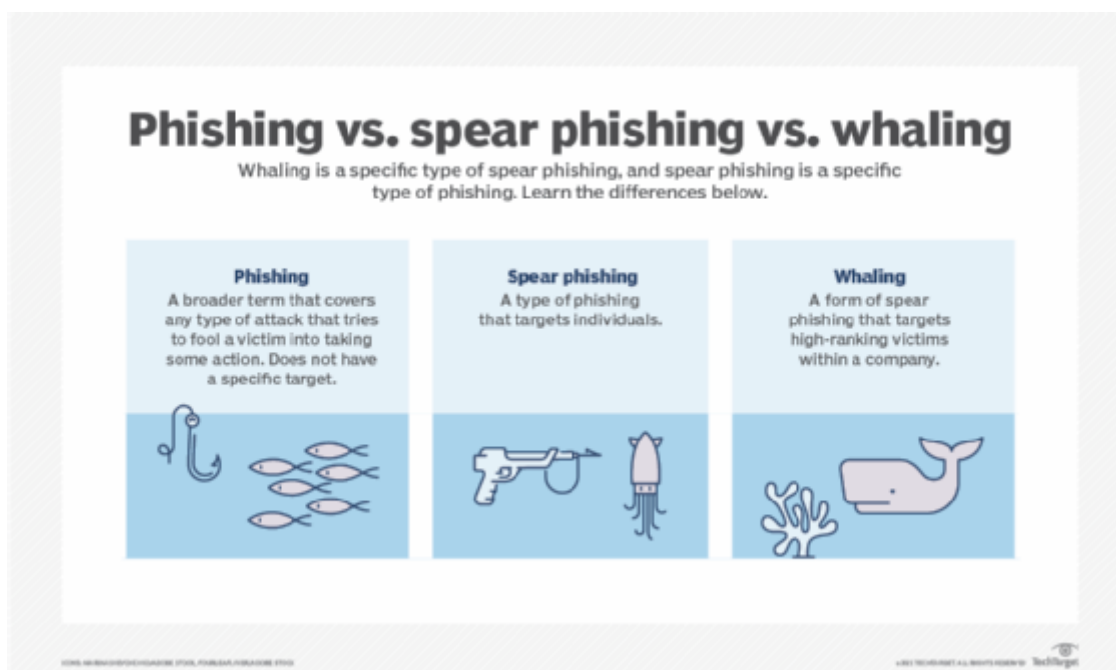 Phishing vs. spear phishing vs. whaling
Whaling is a specific type of spear phishing, and spear phishing is a specific
type of phishing. Learn the differences below.
Phishing
A broader term that covers
any type of attack that tries
to fool a victim into taking
some action. Does not have
a specific target.
Spear phishing
A type of phishing
that targets individuals.
Whaling
A form of spear
phishing that targets
high-ranking victims
within a company.
TechTarget